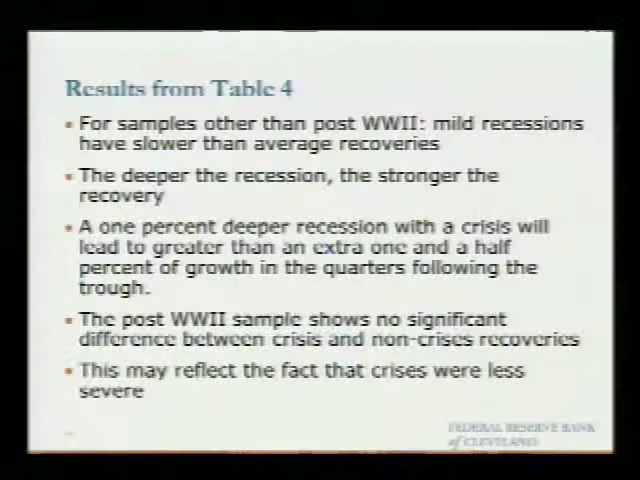 Results from Table 4
For samples other than post WWII: mild recessions
have slower than average recoveries
The deeper the recession, the stronger the
recovery
A one percent deeper recession with a crisis will
lead to greater than an extra one and a half
percent of growth in the quarters following the
trough.
The post WWII sample shows no significant
difference between crisis and non-crises recoveries
This may reflect the fact that crises were less
severe
FEDERAL RESERVE BANK
of CLEVELAND